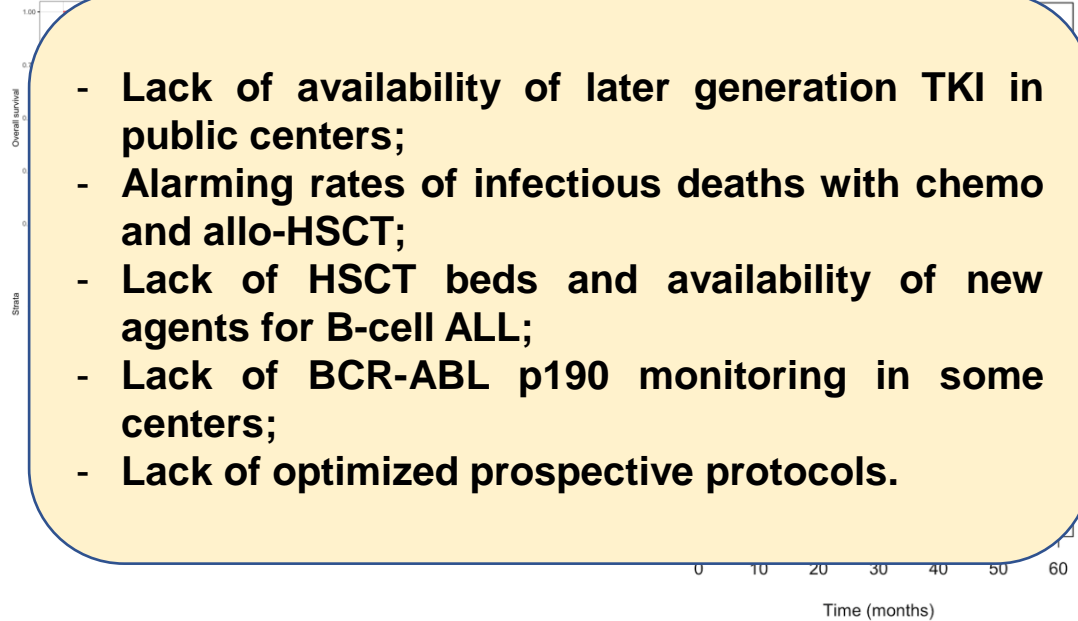 1.00
Overall survival
Strata
- Lack of availability of later generation TKI in
public centers;
- Alarming rates of infectious deaths with chemo
and allo-HSCT;
- Lack of HSCT beds and availability of new
agents for B-cell ALL;
- Lack of BCR-ABL p190 monitoring in some
centers;
- Lack of optimized prospective protocols.
0 10 20 30 40 50 60
Time (months)